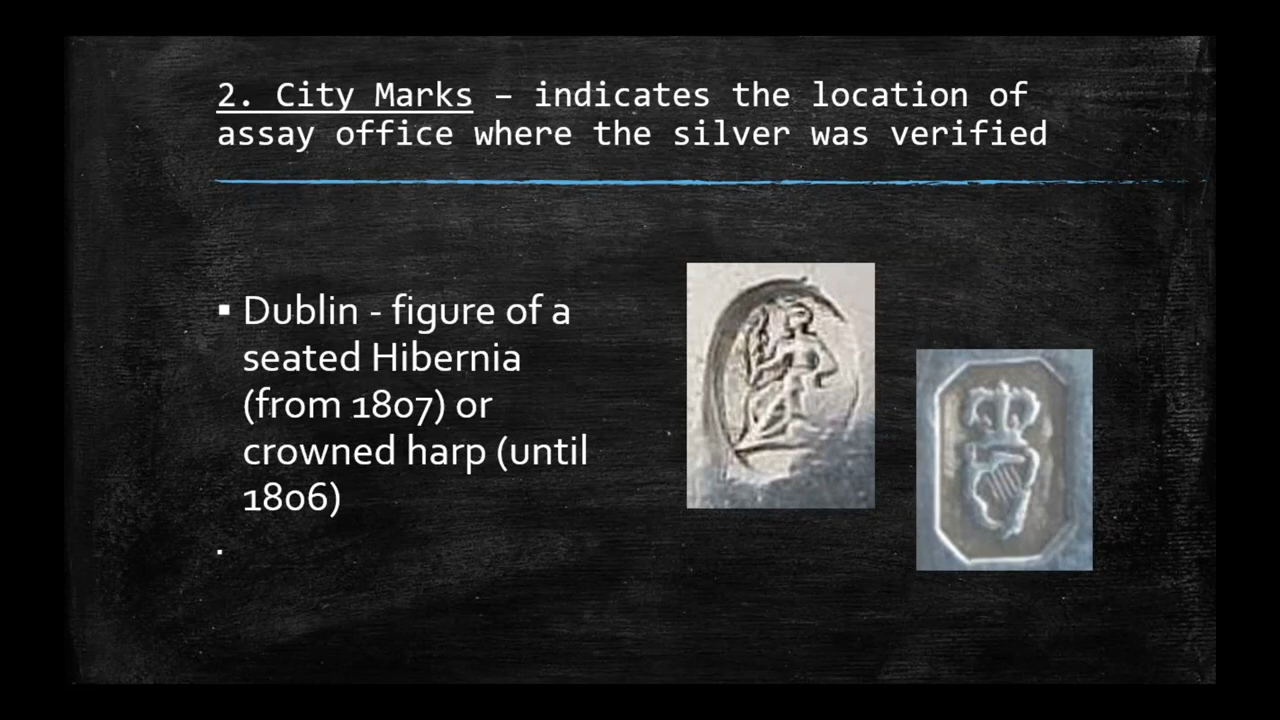 2. City Marks – indicates the location of
assay office where the silver was verified
▪ Dublin - figure of a
seated Hibernia
(from 1807) or
crowned harp (until
1806)
.